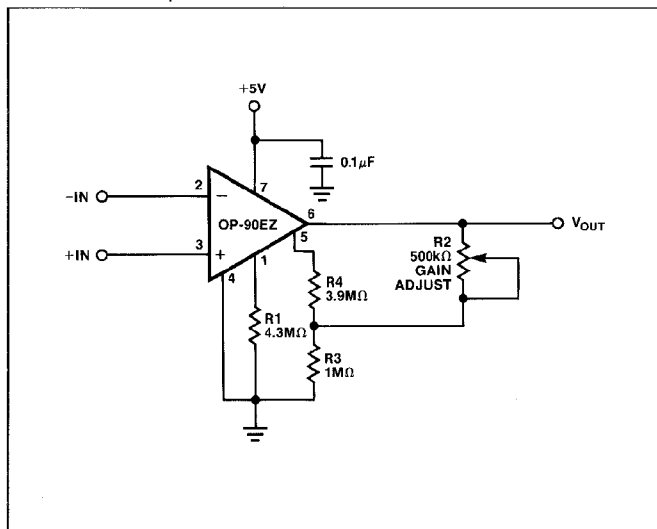 +5V
0.1µF
-IN
2
7
-
OP-90EZ
6
5
+IN
3
+
4
1
VOUT
R2
500kΩ
GAIN
ADJUST
R4
3.9MΩ
R1
4.3MΩ
R3
1MΩ